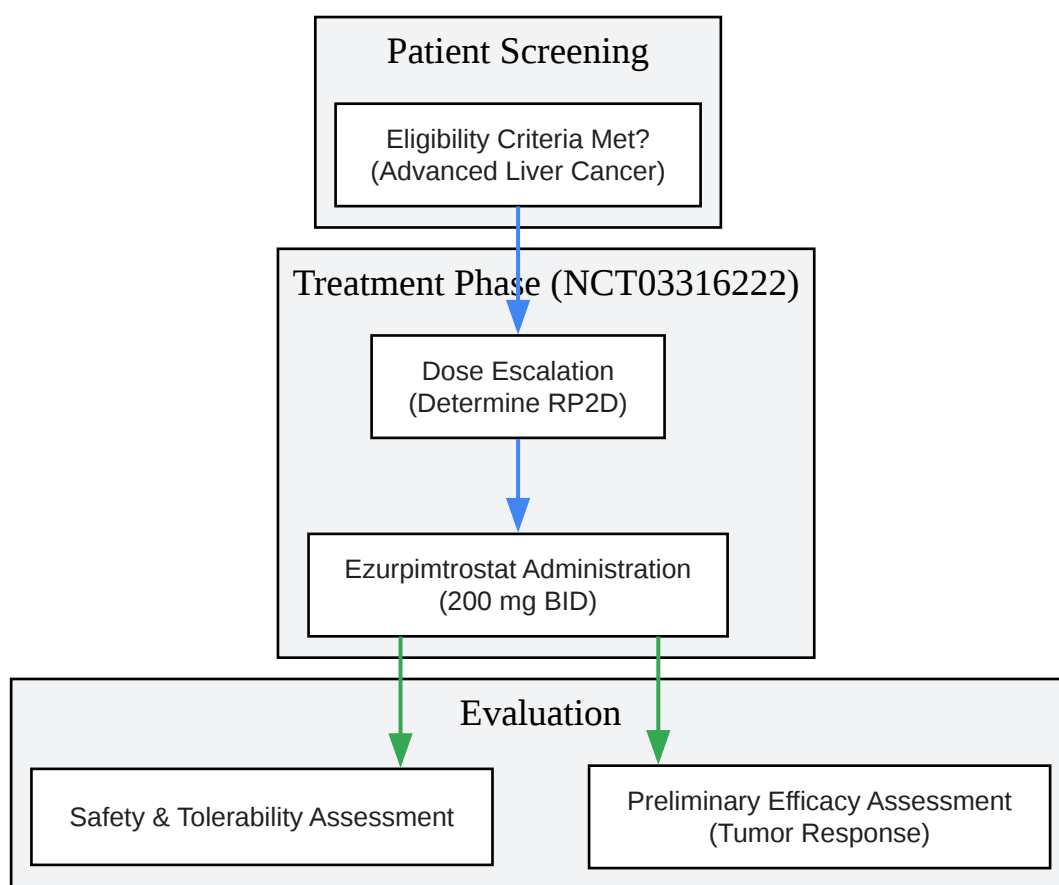 Patient Screening
Eligibility Criteria Met?
(Advanced Liver Cancer)
Treatment Phase (NCT03316222)
Dose Escalation
(Determine RP2D)
Ezurpimtrostat Administration
(200 mg BID)
Evaluation
Safety & Tolerability Assessment
Preliminary Efficacy Assessment
(Tumor Response)